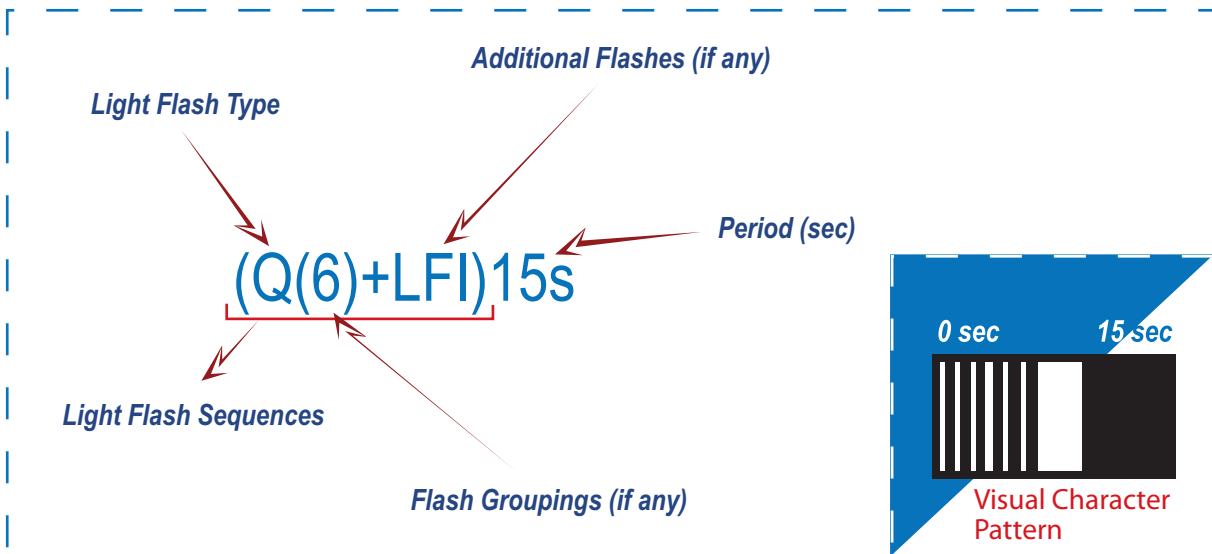 Additional Flashes (if any)
Light Flash Type
Period (sec)
(Q(6)+LFI)15s
0 sec 15 sec
Light Flash Sequences
Flash Groupings (if any)
Visual Character
Pattern